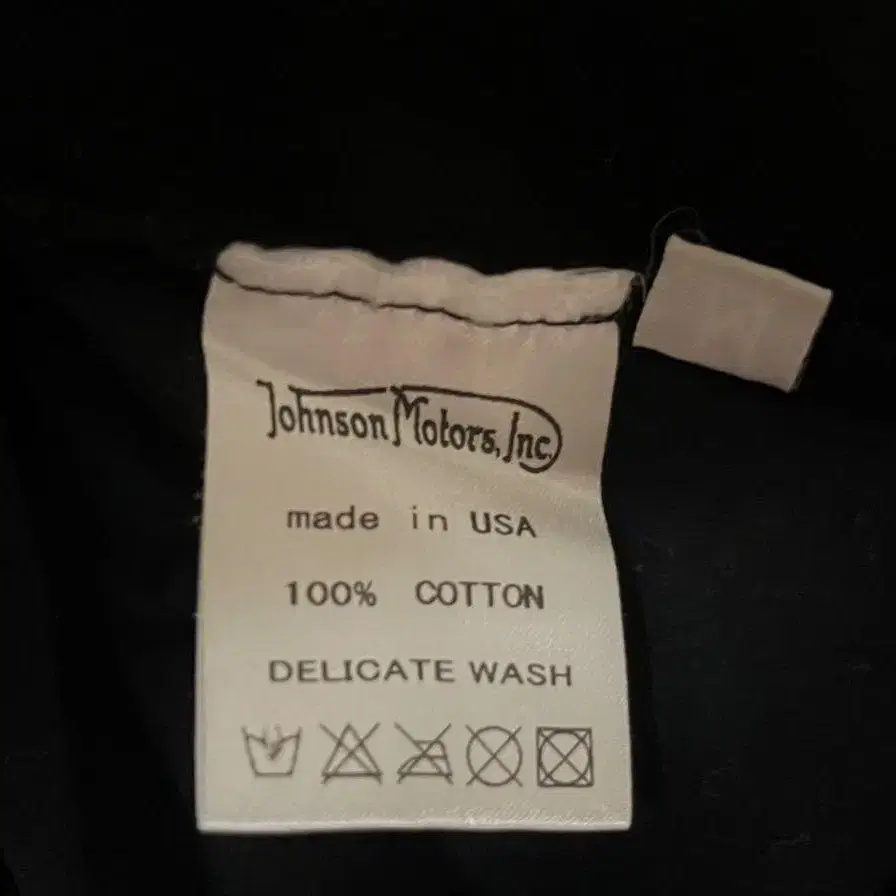 Johnson Motors, Inc.
made in USA
100% COTTON
DELICATE WASH